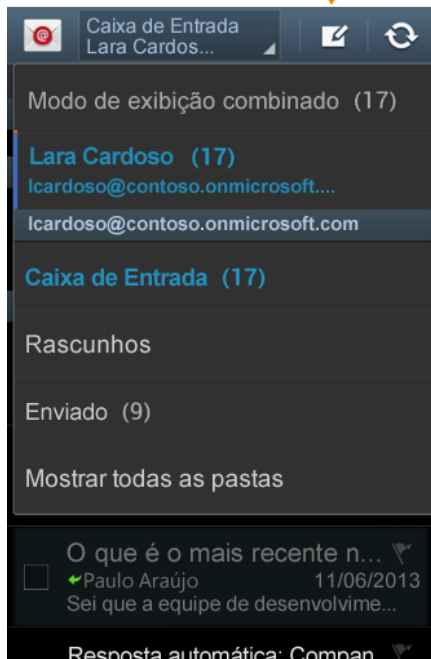 Caixa de Entrada
Lara Cardos...
Modo de exibição combinado (17)
Lara Cardoso (17)
lcardoso@contoso.onmicrosoft....
lcardoso@contoso.onmicrosoft.com
Caixa de Entrada (17)
Rascunhos
Enviado (9)
Mostrar todas as pastas
O que é o mais recente n...
Paulo Araújo 11/06/2013
Sei que a equipe de desenvolvime...
Resposta automática: Compan